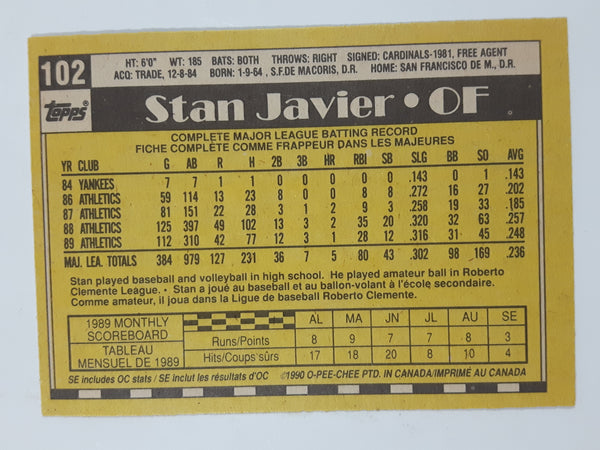 102
HT: 6'0" WT: 185 BATS: BOTH THROWS: RIGHT SIGNED: CARDINALS-1981, FREE AGENT
ACQ: TRADE, 12-8-84 BORN: 1-9-64, S.F.DE MACORIS, D.R. HOME: SAN FRANCISCO DE M., D.R.
Topps®
Stan Javier • OF
COMPLETE MAJOR LEAGUE BATTING RECORD
FICHE COMPLÈTE COMME FRAPPEUR DANS LES MAJEURES
YR CLUB G AB R H 2B 3B HR RBI SB SLG BB SO AVG
84 YANKEES 7 7 1 1 0 0 0 0 0 .143 0 1 .143
86 ATHLETICS 59 114 13 23 8 0 0 8 8 .272 16 27 .202
87 ATHLETICS 81 151 22 28 3 1 2 9 3 .258 19 33 .185
88 ATHLETICS 125 397 49 102 13 3 2 35 20 .320 32 63 .257
89 ATHLETICS 112 310 42 77 12 3 1 28 12 .316 31 45 .248
MAJ. LEA. TOTALS 384 979 127 231 36 7 5 80 43 .302 98 169 .236
Stan played baseball and volleyball in high school. He played amateur ball in Roberto
Clemente League. • Stan a joué au baseball et au ballon-volant à l'école secondaire.
Comme amateur, il joua dans la Ligue de baseball Roberto Clemente.
1989 MONTHLY
SCOREBOARD
TABLEAU
MENSUEL DE 1989
AL MA JN JL AU SE
Runs/Points 8 9 7 7 8 3
Hits/Coups sûrs 17 18 20 8 10 4
SE includes OC stats / SE inclut les résultats d'OC
©1990 O-PEE-CHEE PTD. IN CANADA/IMPRIMÉ AU CANADA